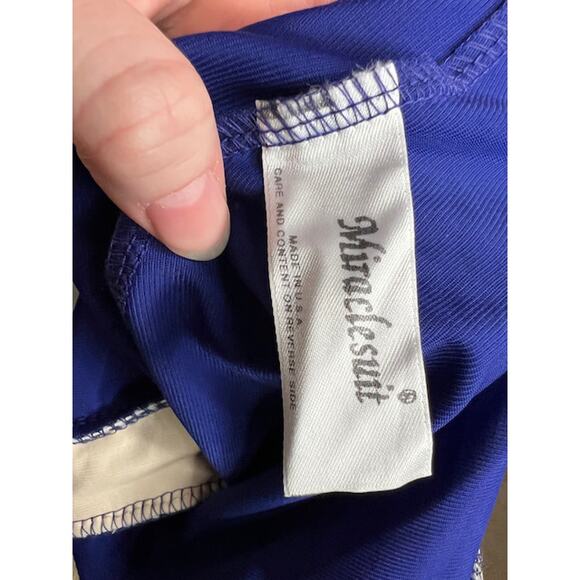 Miraclesuit®
MADE IN U.S.A.
CARE AND CONTENT ON REVERSE SIDE